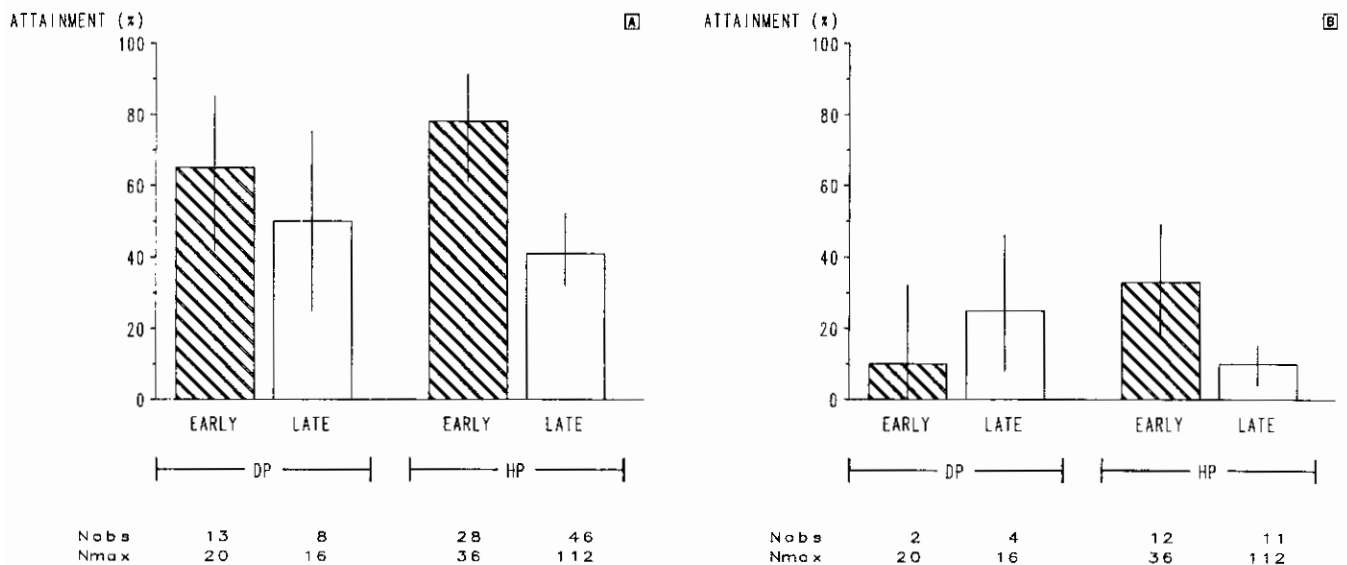 ATTAINMENT (%) A
100
80
60
40
20
0
EARLY LATE EARLY LATE
DP HP
Nobs 13 8 28 46
Nmax 20 16 36 112
ATTAINMENT (%) B
100
80
60
40
20
0
EARLY LATE EARLY LATE
DP HP
Nobs 2 4 12 11
Nmax 20 16 36 112